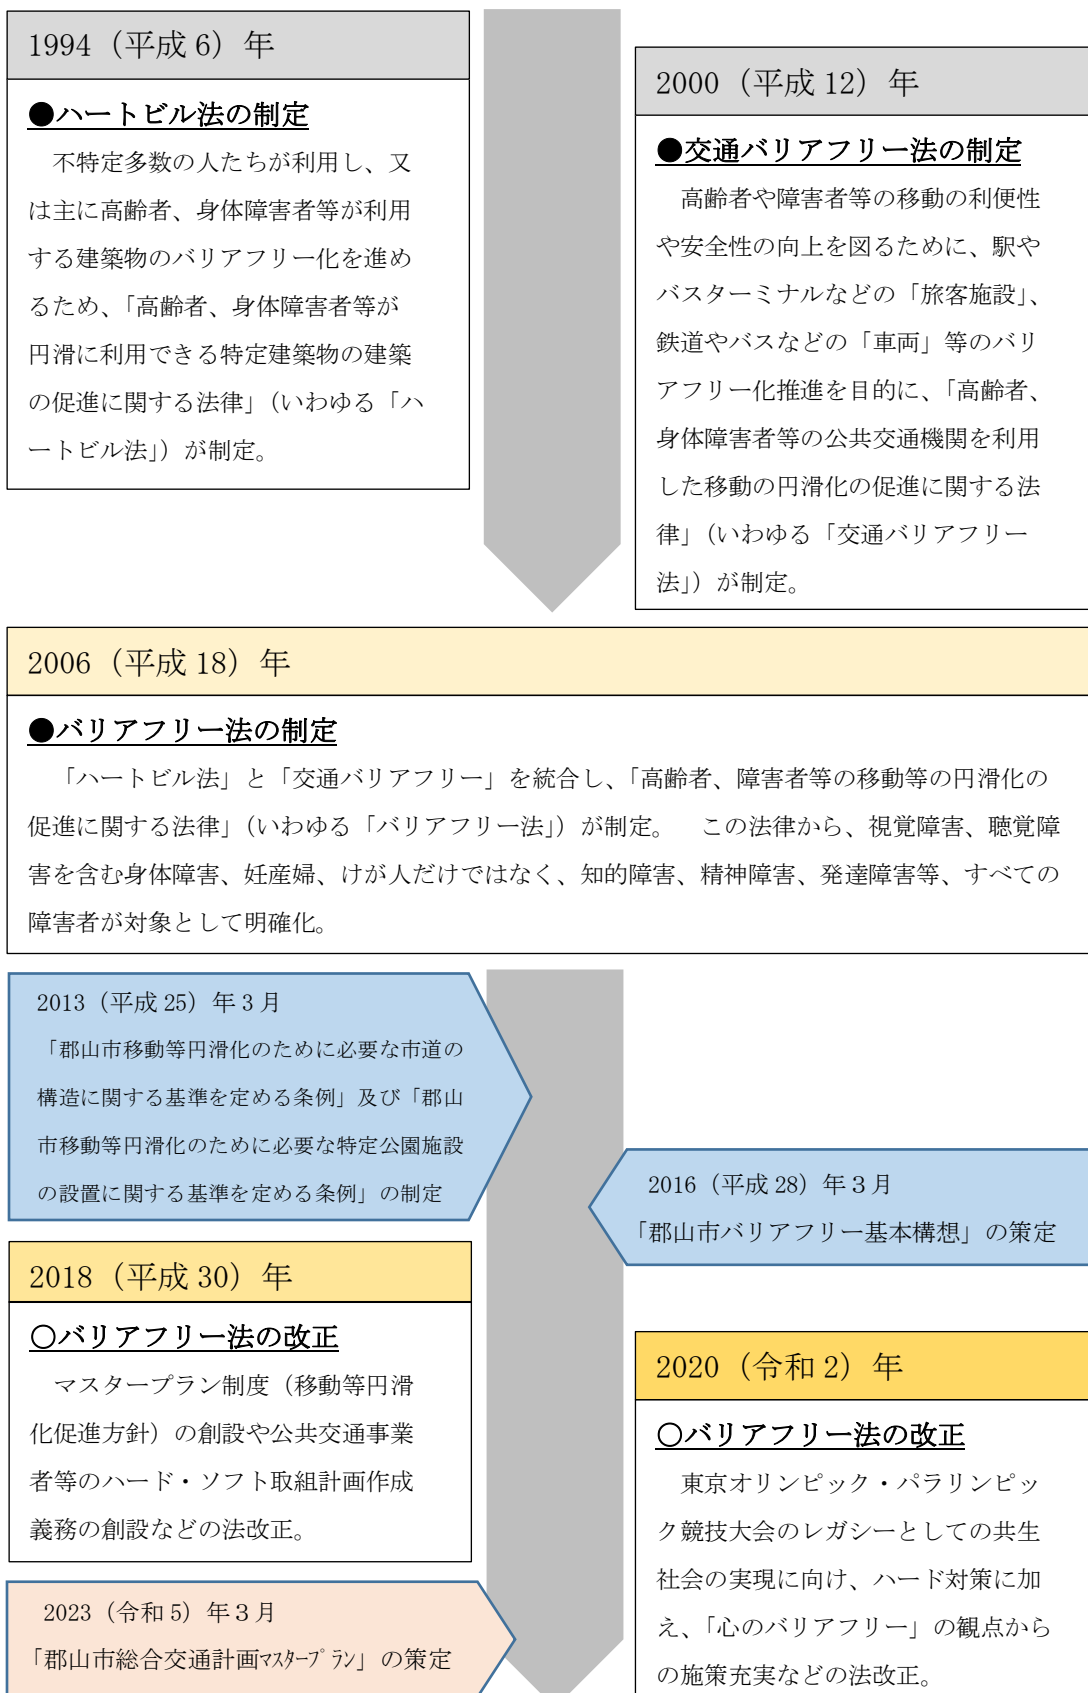 1994（平成 6）年
●ハートビル法の制定
不特定多数の人たちが利用し、又
は主に高齢者、身体障害者等が利用
する建築物のバリアフリー化を進め
るため、「高齢者、身体障害者等が
円滑に利用できる特定建築物の建築
の促進に関する法律」（いわゆる「ハ
ートビル法」）が制定。
2000（平成 12）年
●交通バリアフリー法の制定
高齢者や障害者等の移動の利便性
や安全性の向上を図るために、駅や
バスターミナルなどの「旅客施設」、
鉄道やバスなどの「車両」等のバリ
アフリー化推進を目的に、「高齢者、
身体障害者等の公共交通機関を利用
した移動の円滑化の促進に関する法
律」（いわゆる「交通バリアフリー
法」）が制定。
2006（平成 18）年
●バリアフリー法の制定
「ハートビル法」と「交通バリアフリー」を統合し、「高齢者、障害者等の移動等の円滑化の
促進に関する法律」（いわゆる「バリアフリー法」）が制定。　この法律から、視覚障害、聴覚障
害を含む身体障害、妊産婦、けが人だけではなく、知的障害、精神障害、発達障害等、すべての
障害者が対象として明確化。
2013（平成 25）年 3 月
「郡山市移動等円滑化のために必要な市道の
構造に関する基準を定める条例」及び「郡山
市移動等円滑化のために必要な特定公園施設
の設置に関する基準を定める条例」の制定
2016（平成 28）年３月
「郡山市バリアフリー基本構想」の策定
2018（平成 30）年
〇バリアフリー法の改正
マスタープラン制度（移動等円滑
化促進方針）の創設や公共交通事業
者等のハード・ソフト取組計画作成
義務の創設などの法改正。
2020（令和 2）年
〇バリアフリー法の改正
東京オリンピック・パラリンピッ
ク競技大会のレガシーとしての共生
社会の実現に向け、ハード対策に加
え、「心のバリアフリー」の観点から
の施策充実などの法改正。
2023（令和 5）年３月
「郡山市総合交通計画ﾏｽﾀｰﾌﾟﾗﾝ」の策定